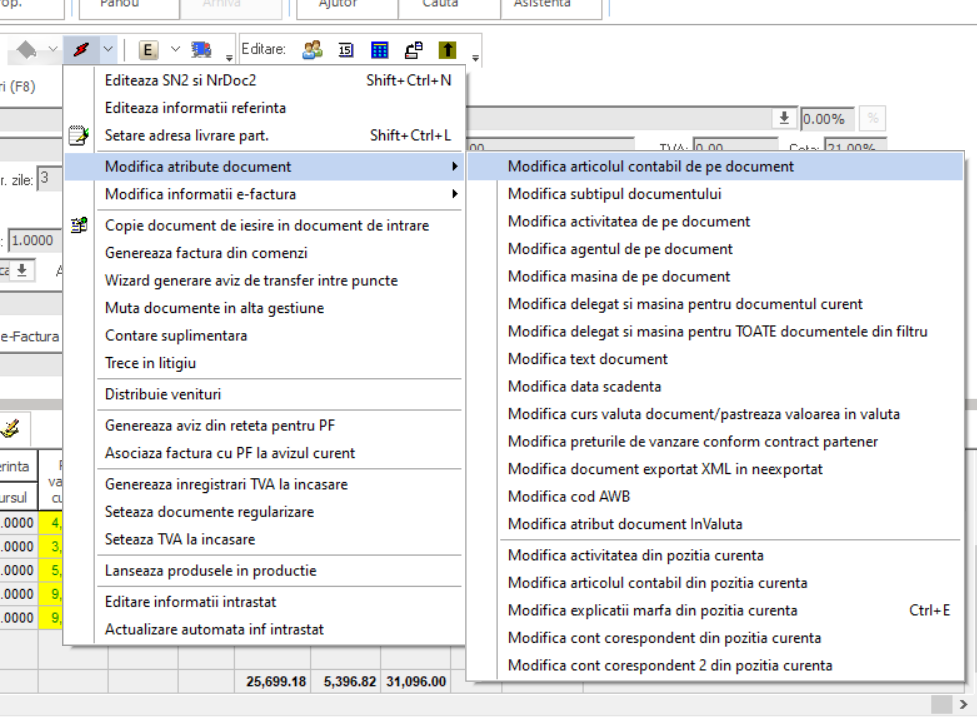 Panou
Arhiva
Ajutor
Cauta
Asistenta
E
Editare:
15
ri (F8)
0.00%
%
00
TVA:
0.00
Cota:
21.00%
r. zile:
3
1.0000
e-Factura
Editeaza SN2 si NrDoc2 Shift+Ctrl+N
Editeaza informatii referinta
Setare adresa livrare part. Shift+Ctrl+L
Modifica atribute document
Modifica informatii e-factura
Copie document de iesire in document de intrare
Genereaza factura din comenzi
Wizard generare aviz de transfer intre puncte
Muta documente in alta gestiune
Contare suplimentara
Trece in litigiu
Distribuie venituri
Genereaza aviz din reteta pentru PF
Asociaza factura cu PF la avizul curent
Genereaza inregistrari TVA la incasare
Seteaza documente regularizare
Seteaza TVA la incasare
Lanseaza produsele in productie
Editare informatii intrastat
Actualizare automata inf intrastat
Modifica articolul contabil de pe document
Modifica subtipul documentului
Modifica activitatea de pe document
Modifica agentul de pe document
Modifica masina de pe document
Modifica delegat si masina pentru documentul curent
Modifica delegat si masina pentru TOATE documentele din filtru
Modifica text document
Modifica data scadenta
Modifica curs valuta document/pastreaza valoarea in valuta
Modifica preturile de vanzare conform contract partener
Modifica document exportat XML in neexportat
Modifica cod AWB
Modifica atribut document InValuta
Modifica activitatea din pozitia curenta
Modifica articolul contabil din pozitia curenta
Modifica explicatii marfa din pozitia curenta Ctrl+E
Modifica cont corespondent din pozitia curenta
Modifica cont corespondent 2 din pozitia curenta
erinta
ursul
.0000 4,
.0000 3,
.0000 5,
.0000 9,
.0000 9,
25,699.18 5,396.82 31,096.00